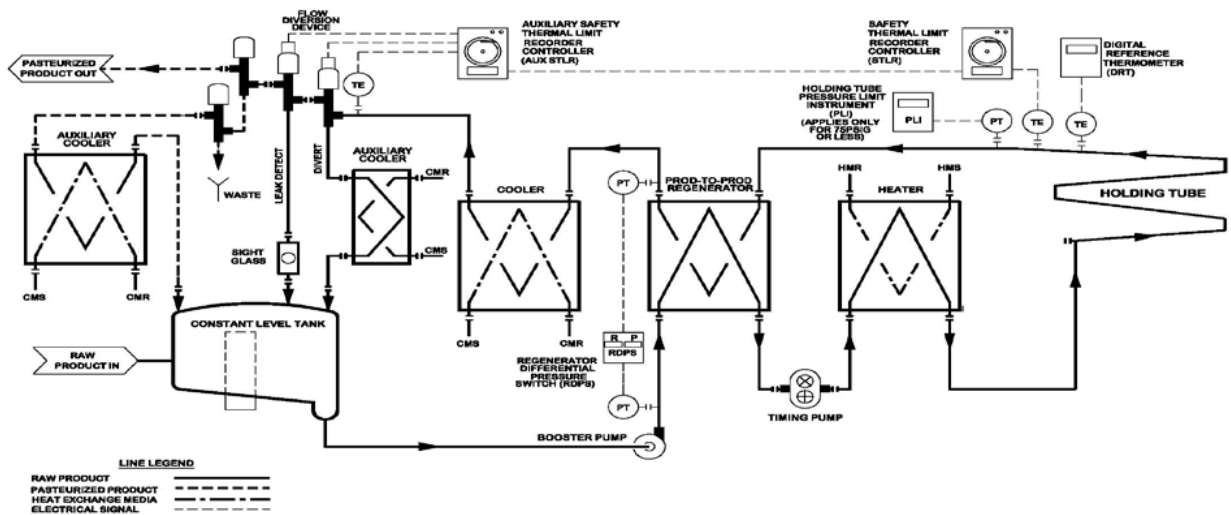 FLOW
DIVERSION
DEVICE
AUXILIARY SAFETY
THERMAL LIMIT
RECORDER
CONTROLLER
(AUX STLR)
SAFETY
THERMAL LIMIT
RECORDER
CONTROLLER
(STLR)
DIGITAL
REFERENCE
THERMOMETER
(DRT)
PASTEURIZED
PRODUCT OUT
TE
HOLDING TUBE
PRESSURE LIMIT
INSTRUMENT
(PLI)
(APPLIES ONLY
FOR 75PSIG
OR LESS)
PLI
PT
TE
TE
AUXILIARY
COOLER
WASTE
LEAK DETECT
DIVERT
AUXILIARY
COOLER
CMR
CMS
COOLER
PT
PROD-TO-PROD
REGENERATOR
HMR
HMS
HEATER
HOLDING TUBE
SIGHT
GLASS
CMS
CMR
CONSTANT LEVEL TANK
RAW
PRODUCT IN
CMS
CMR
R P
RDPS
REGENERATOR
DIFFERENTIAL
PRESSURE
SWITCH (RDPS)
PT
TIMING PUMP
BOOSTER PUMP
LINE LEGEND
RAW PRODUCT
PASTEURIZED PRODUCT
HEAT EXCHANGE MEDIA
ELECTRICAL SIGNAL